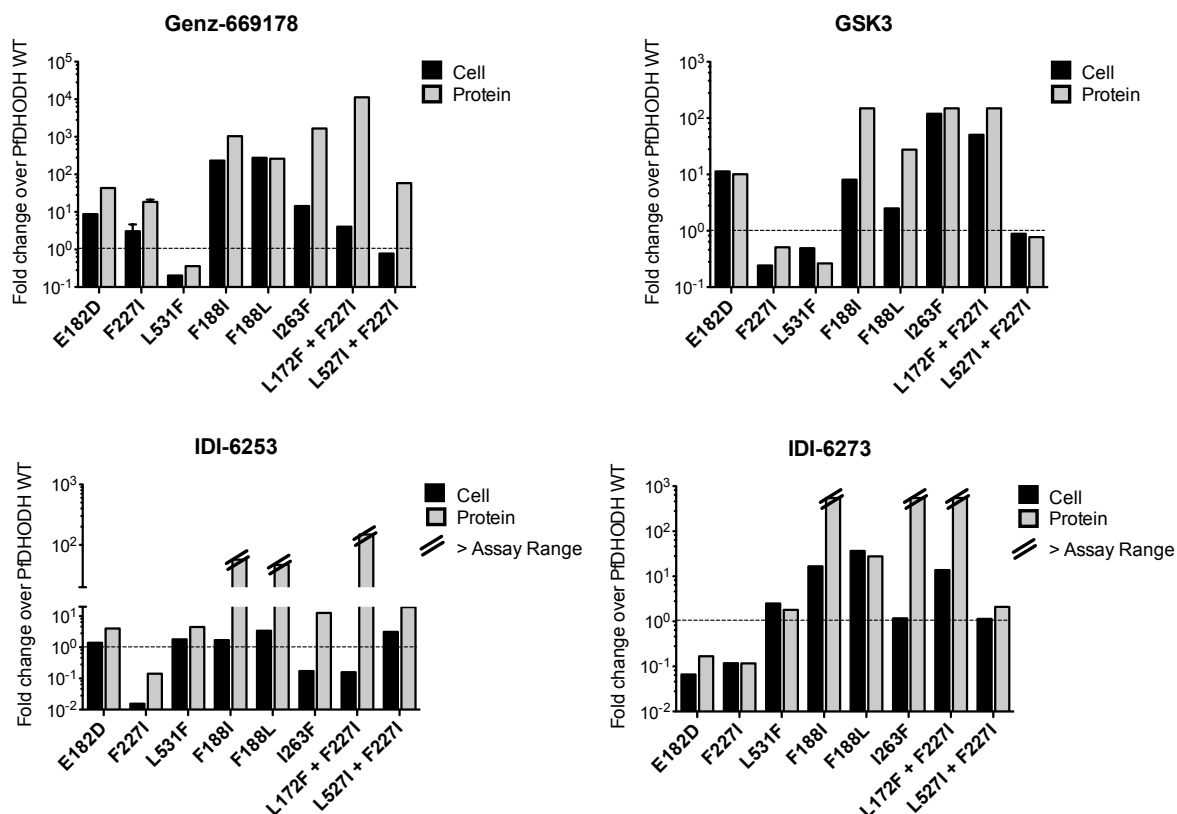 Genz-669178
Fold change over PfDHODH WT
10^5
10^4
10^3
10^2
10^1
10^0
10^-1
Cell
Protein
E182D
F227I
L531F
F188I
F188L
I263F
L172F + F227I
L527I + F227I
GSK3
Fold change over PfDHODH WT
10^3
10^2
10^1
10^0
10^-1
Cell
Protein
E182D
F227I
L531F
F188I
F188L
I263F
L172F + F227I
L527I + F227I
IDI-6253
Fold change over PfDHODH WT
10^3
10^2
10^1
10^0
10^-1
10^-2
Cell
Protein
> Assay Range
E182D
F227I
L531F
F188I
F188L
I263F
L172F + F227I
L527I + F227I
IDI-6273
Fold change over PfDHODH WT
10^3
10^2
10^1
10^0
10^-1
10^-2
Cell
Protein
> Assay Range
E182D
F227I
L531F
F188I
F188L
I263F
L172F + F227I
L527I + F227I